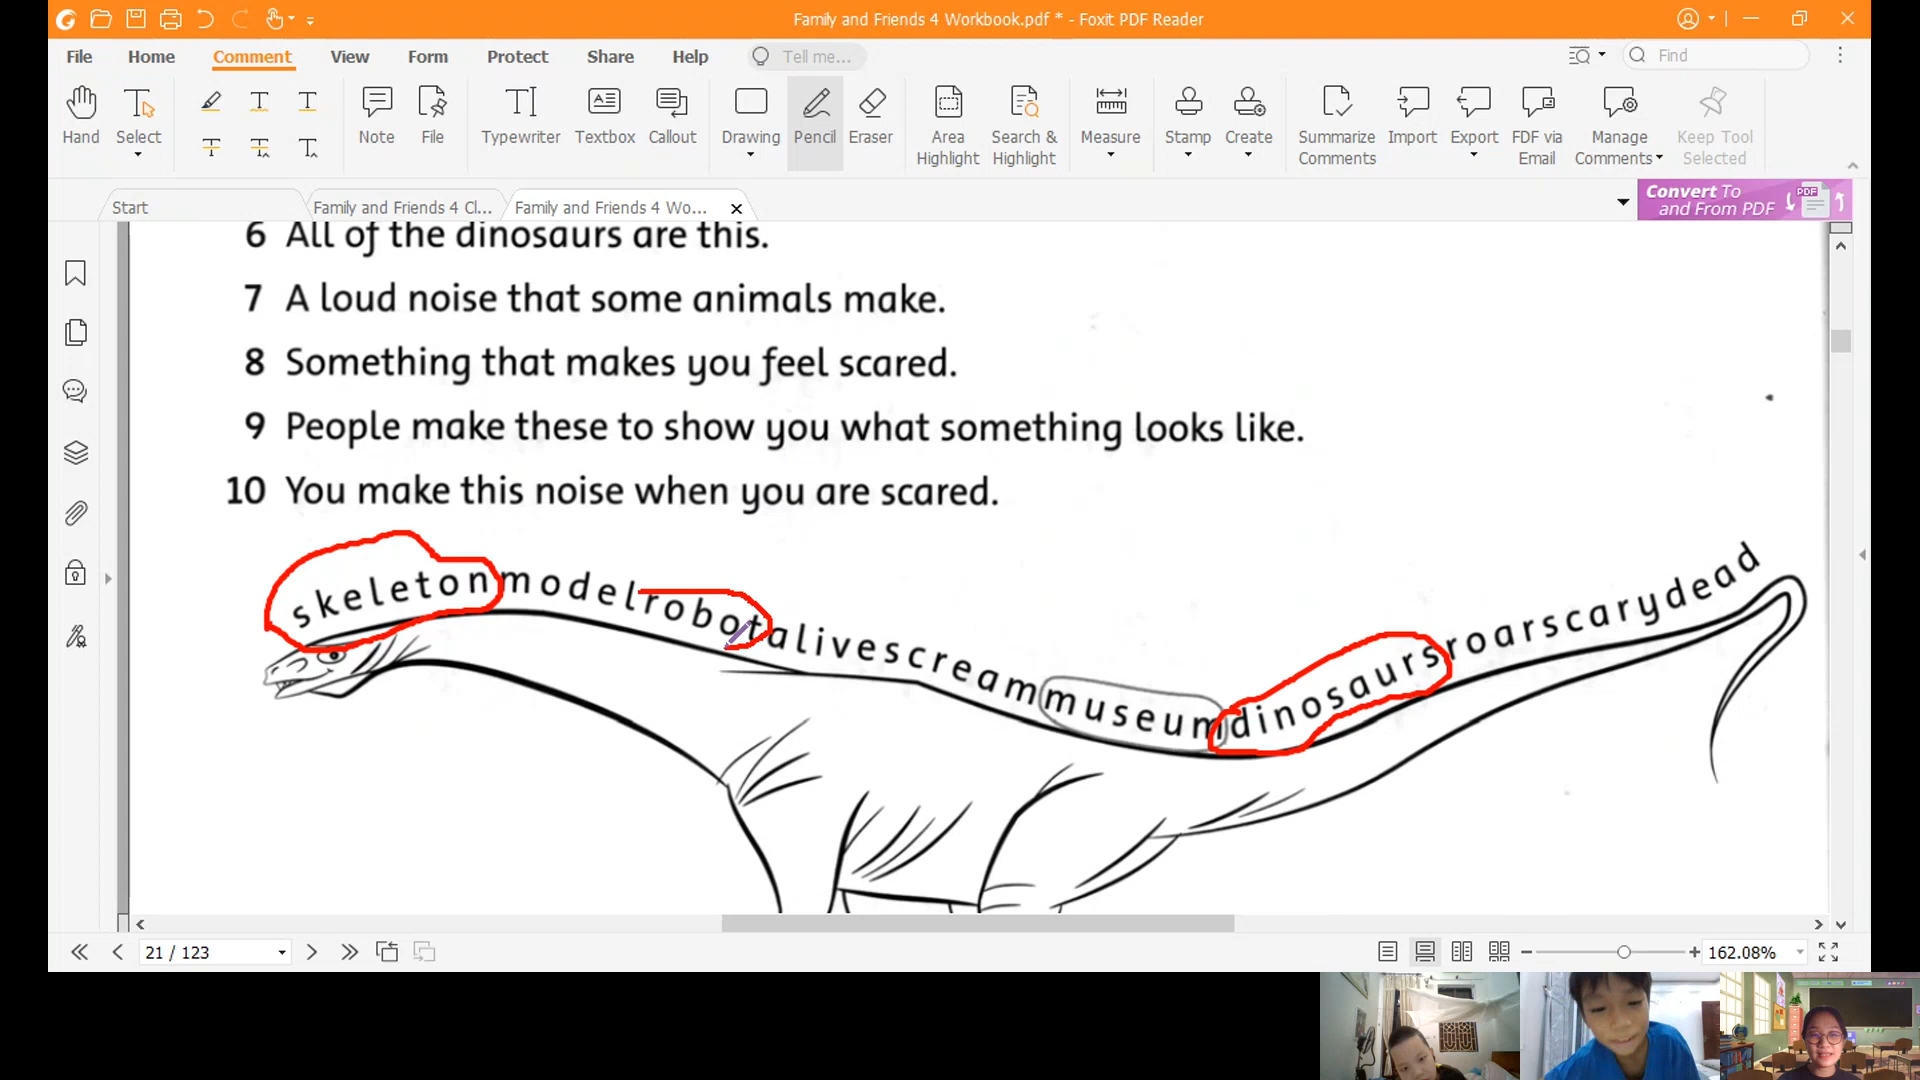 Family and Friends 4 Workbook.pdf * - Foxit PDF Reader
File Home Comment View Form Protect Share Help Tell me... Find
Hand Select Note File Typewriter Textbox Callout Drawing Pencil Eraser Area Highlight Search & Highlight Measure Stamp Create Summarize Comments Import Export FDF via Email Manage Comments Keep Tool Selected
Start Family and Friends 4 Cl... Family and Friends 4 Wo... Convert To and From PDF PDF
6 All of the dinosaurs are this.
7 A loud noise that some animals make.
8 Something that makes you feel scared.
9 People make these to show you what something looks like.
10 You make this noise when you are scared.
skeletonmodelrobotalivescreammuseumdinosaursroarscarydead
21 / 123 162.08%